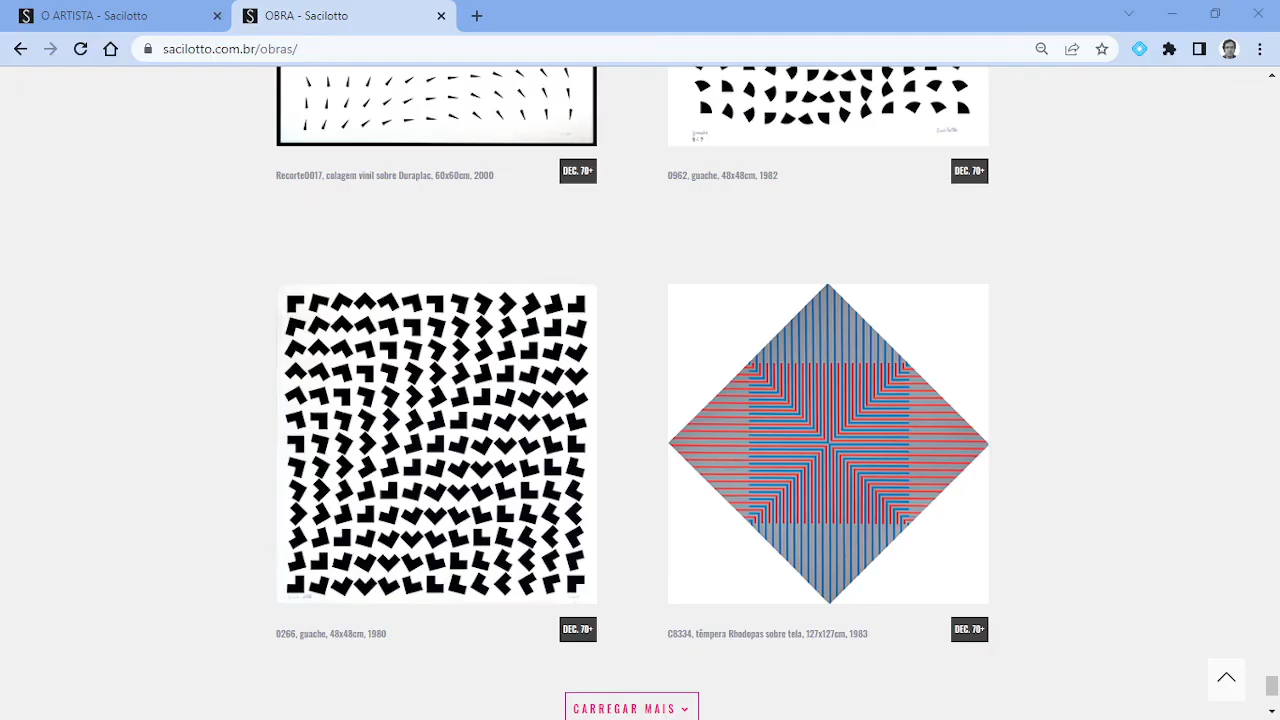 O ARTISTA - Sacilotto
OBRA - Sacilotto
sacilotto.com.br/obras/
Recorte0017, colagem vinil sobre Duraplac, 60x60cm, 2000
DEC. 70+
0962, guache, 48x48cm, 1982
DEC. 70+
0266, guache, 48x48cm, 1980
DEC. 70+
C8334, têmpera Rhodopas sobre tela, 127x127cm, 1983
DEC. 70+
CARREGAR MAIS